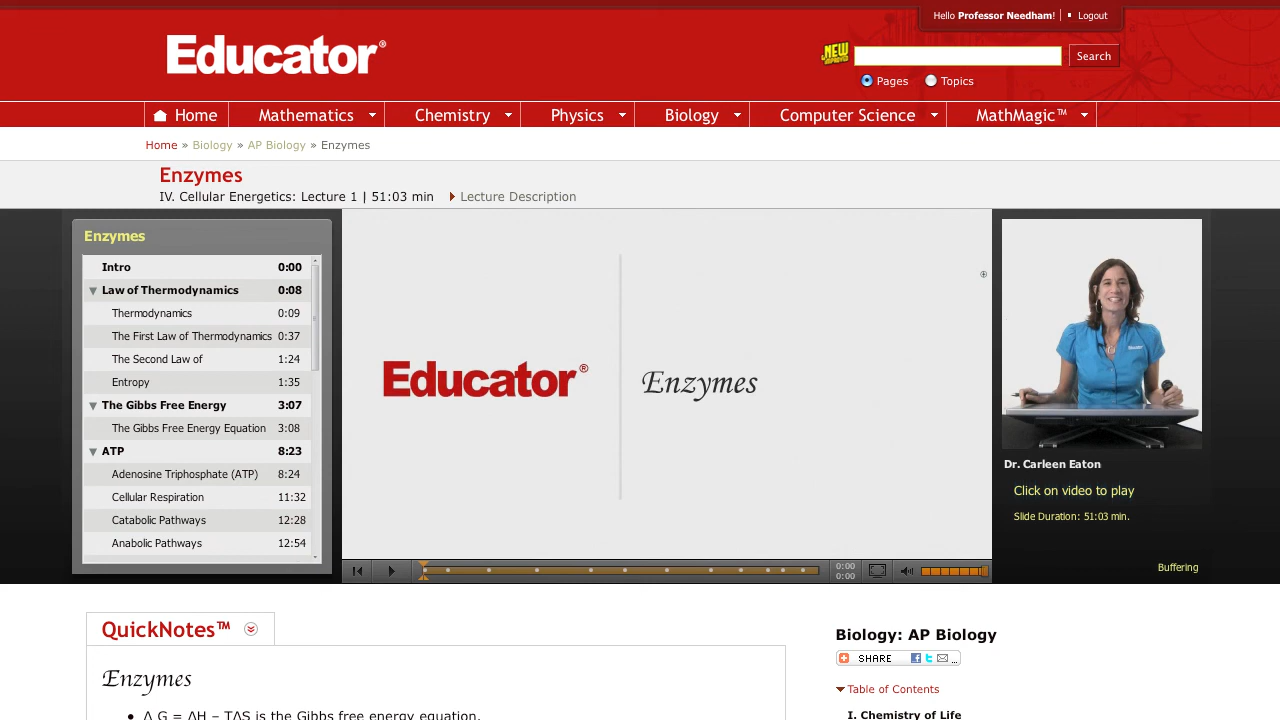 Hello Professor Needham! Logout
Educator®
NEW
IMPROVED
Search
Pages Topics
Home Mathematics Chemistry Physics Biology Computer Science MathMagic™
Home » Biology » AP Biology » Enzymes
Enzymes
IV. Cellular Energetics: Lecture 1 | 51:03 min Lecture Description
Enzymes
Intro 0:00
Law of Thermodynamics 0:08
Thermodynamics 0:09
The First Law of Thermodynamics 0:37
The Second Law of 1:24
Entropy 1:35
The Gibbs Free Energy 3:07
The Gibbs Free Energy Equation 3:08
ATP 8:23
Adenosine Triphosphate (ATP) 8:24
Cellular Respiration 11:32
Catabolic Pathways 12:28
Anabolic Pathways 12:54
Educator®
Enzymes
0:00
0:00
Dr. Carleen Eaton
Click on video to play
Slide Duration: 51:03 min.
Buffering
QuickNotes™
Enzymes
• Δ G = ΔH – TΔS is the Gibbs free energy equation.
Biology: AP Biology
SHARE ...
Table of Contents
I. Chemistry of Life